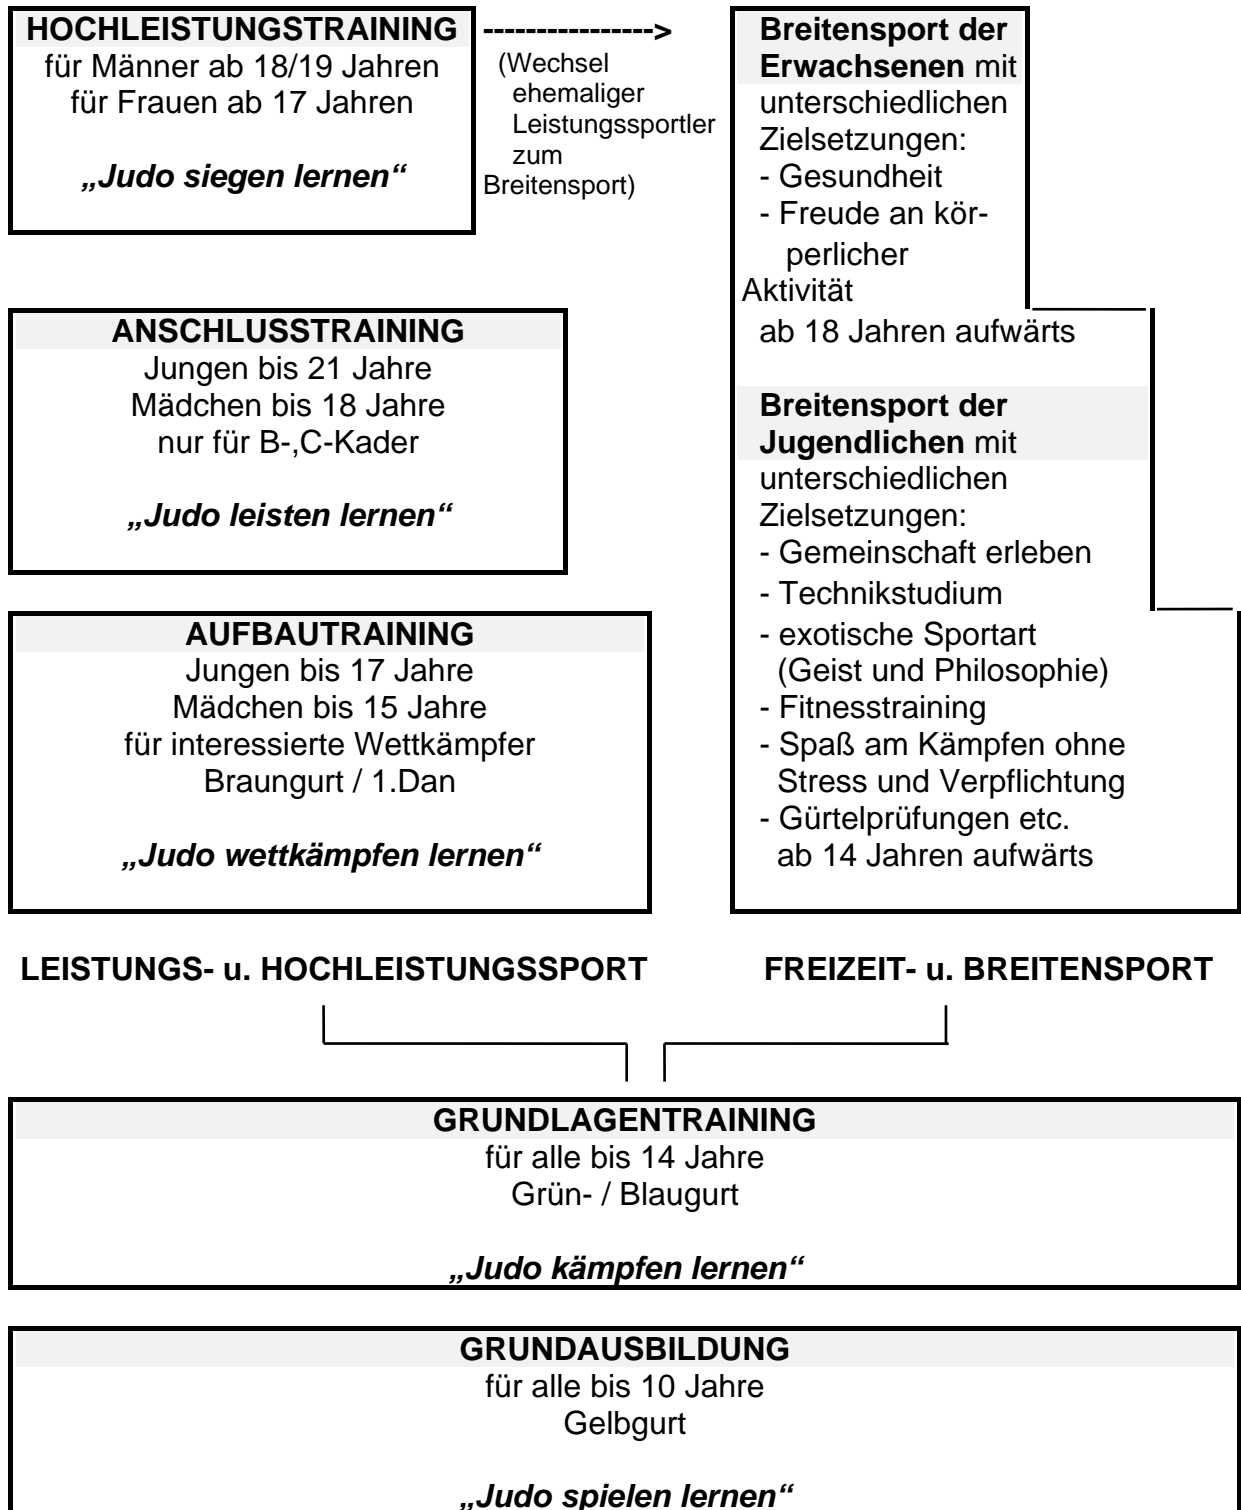 HOCHLEISTUNGSTRAINING
für Männer ab 18/19 Jahren
für Frauen ab 17 Jahren
„Judo siegen lernen“
---------------->
(Wechsel
ehemaliger
Leistungssportler
zum
Breitensport)
Breitensport der
Erwachsenen mit
unterschiedlichen
Zielsetzungen:
- Gesundheit
- Freude an kör-
perlicher
Aktivität
ab 18 Jahren aufwärts
ANSCHLUSSTRAINING
Jungen bis 21 Jahre
Mädchen bis 18 Jahre
nur für B-,C-Kader
„Judo leisten lernen“
Breitensport der
Jugendlichen mit
unterschiedlichen
Zielsetzungen:
- Gemeinschaft erleben
- Technikstudium
- exotische Sportart
(Geist und Philosophie)
- Fitnesstraining
- Spaß am Kämpfen ohne
Stress und Verpflichtung
- Gürtelprüfungen etc.
ab 14 Jahren aufwärts
AUFBAUTRAINING
Jungen bis 17 Jahre
Mädchen bis 15 Jahre
für interessierte Wettkämpfer
Braungurt / 1.Dan
„Judo wettkämpfen lernen“
LEISTUNGS- u. HOCHLEISTUNGSSPORT
FREIZEIT- u. BREITENSPORT
GRUNDLAGENTRAINING
für alle bis 14 Jahre
Grün- / Blaugurt
„Judo kämpfen lernen“
GRUNDAUSBILDUNG
für alle bis 10 Jahre
Gelbgurt
„Judo spielen lernen“